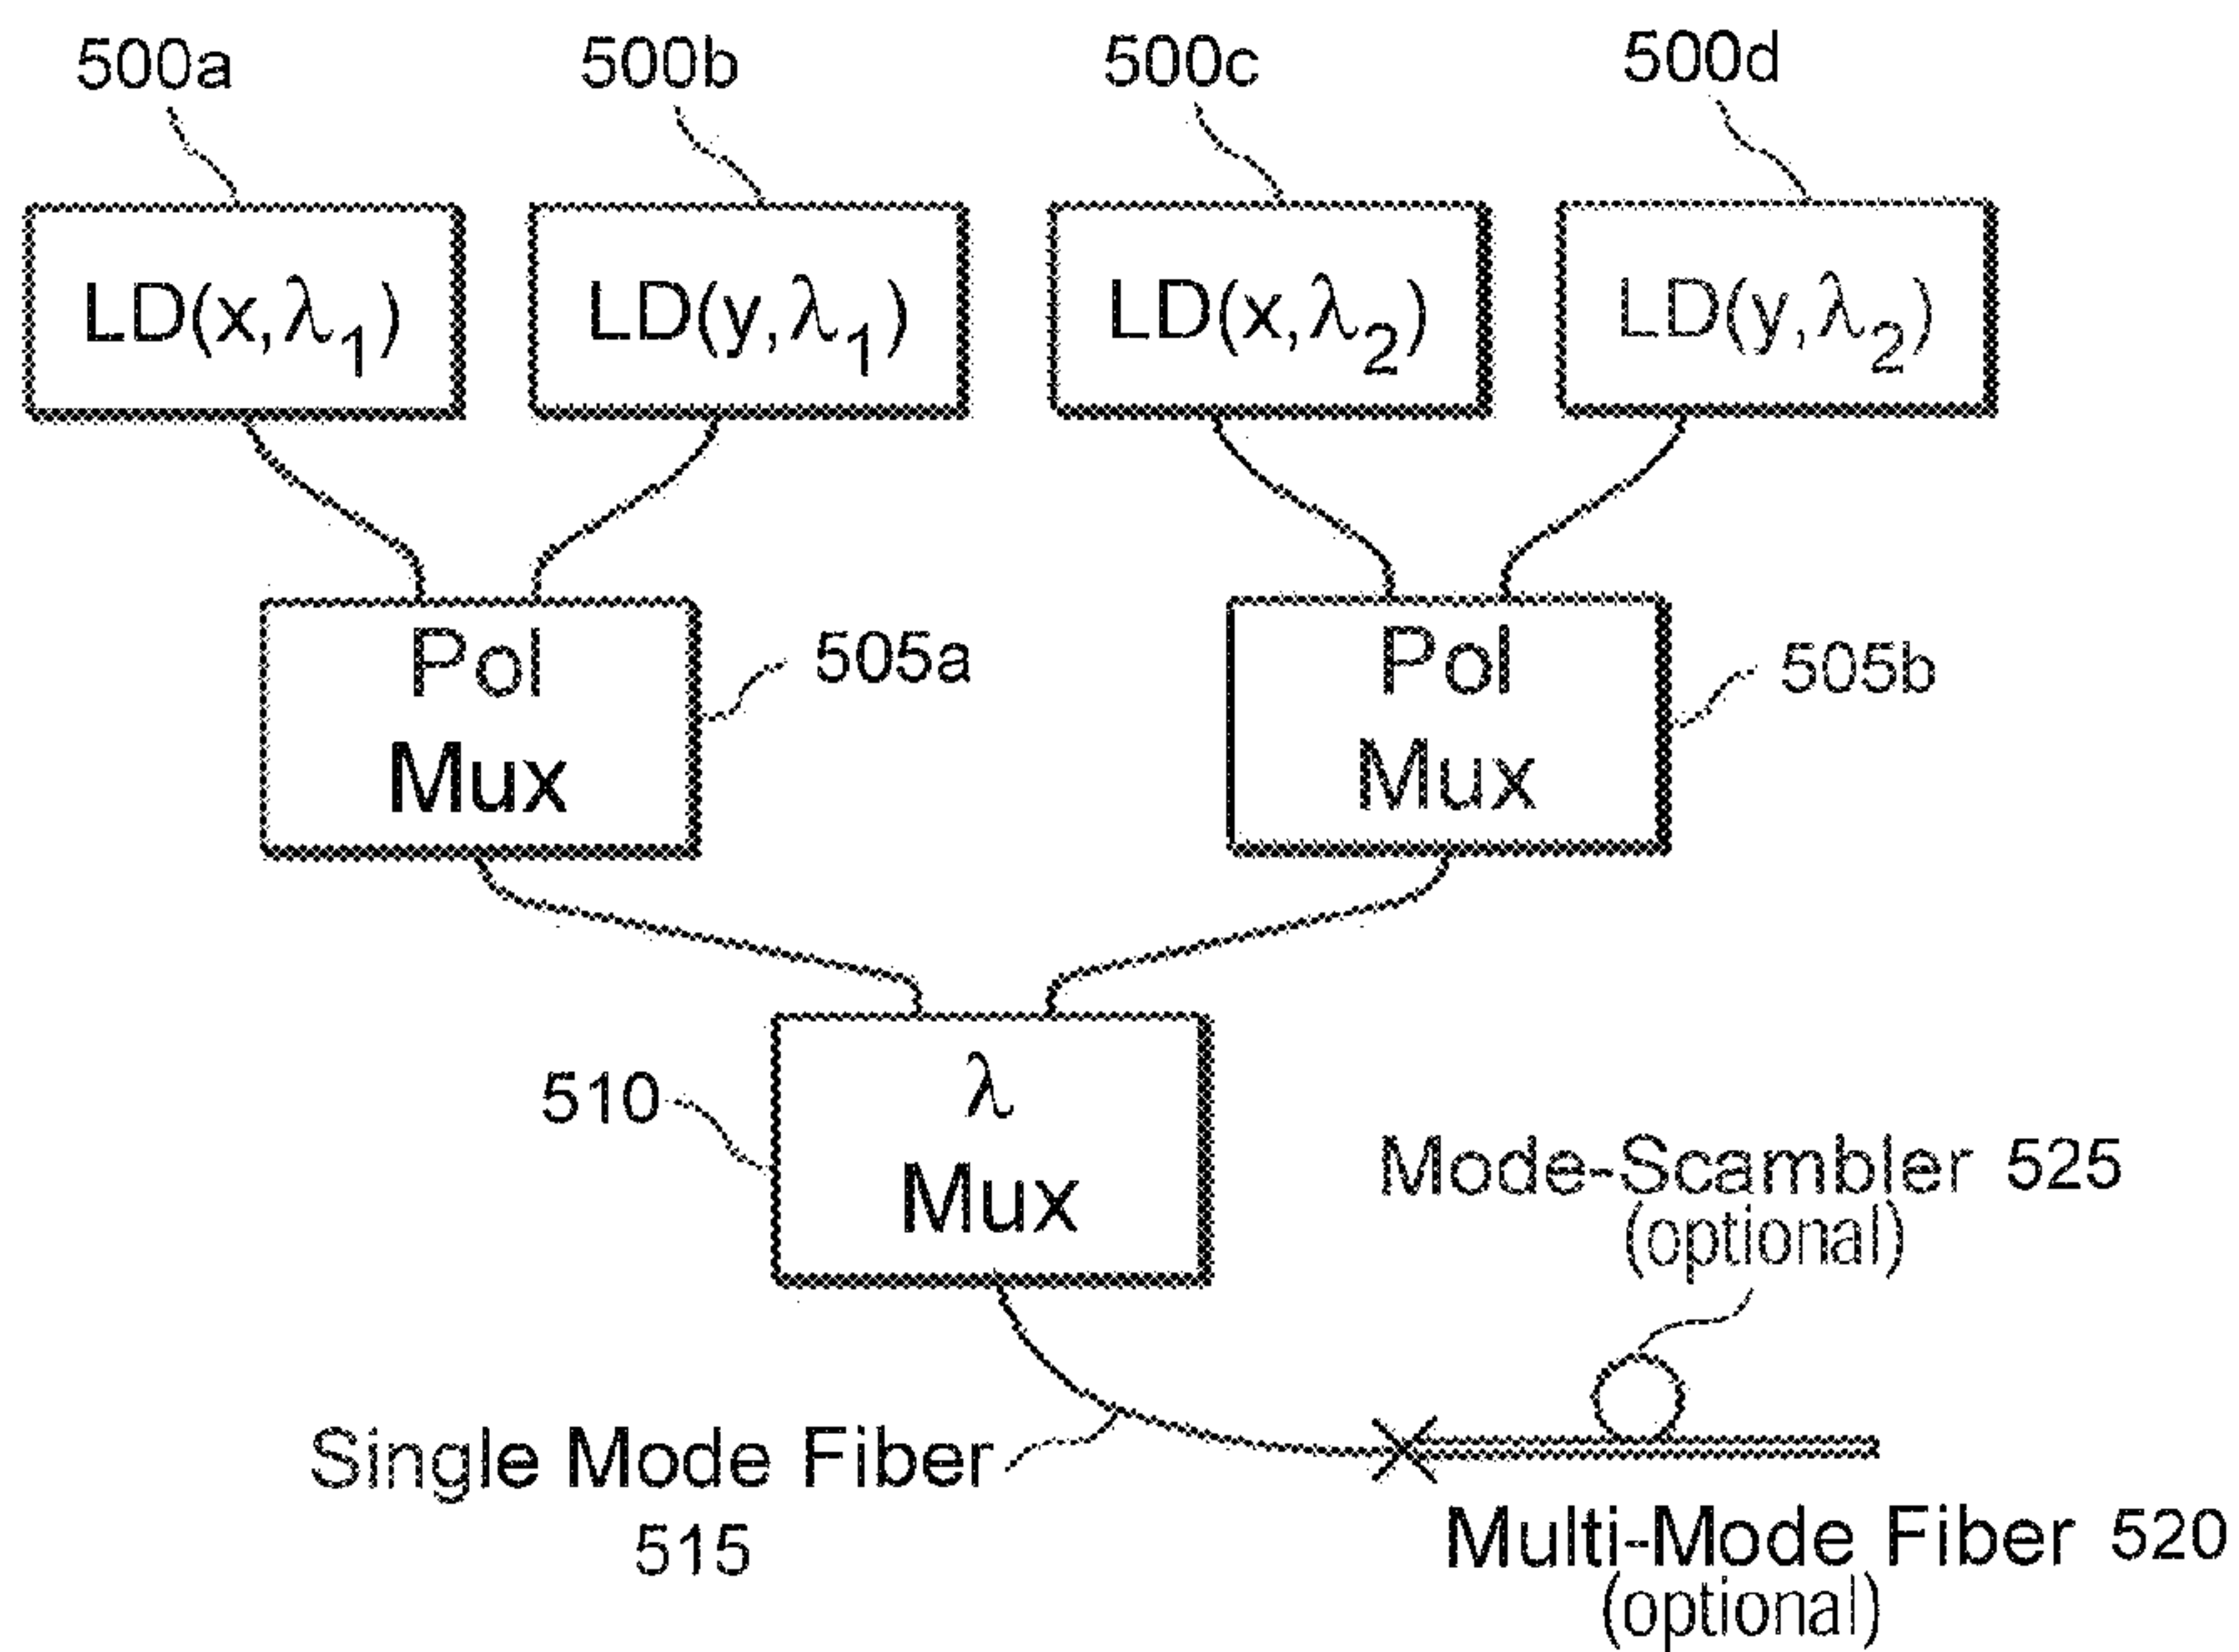 500a 500b 500c 500d
LD(x,λ1) LD(y,λ1) LD(x,λ2) LD(y,λ2)
Pol
Mux
505a
Pol
Mux
505b
λ
Mux
510
Mode-Scambler 525
(optional)
Single Mode Fiber
515
Multi-Mode Fiber 520
(optional)